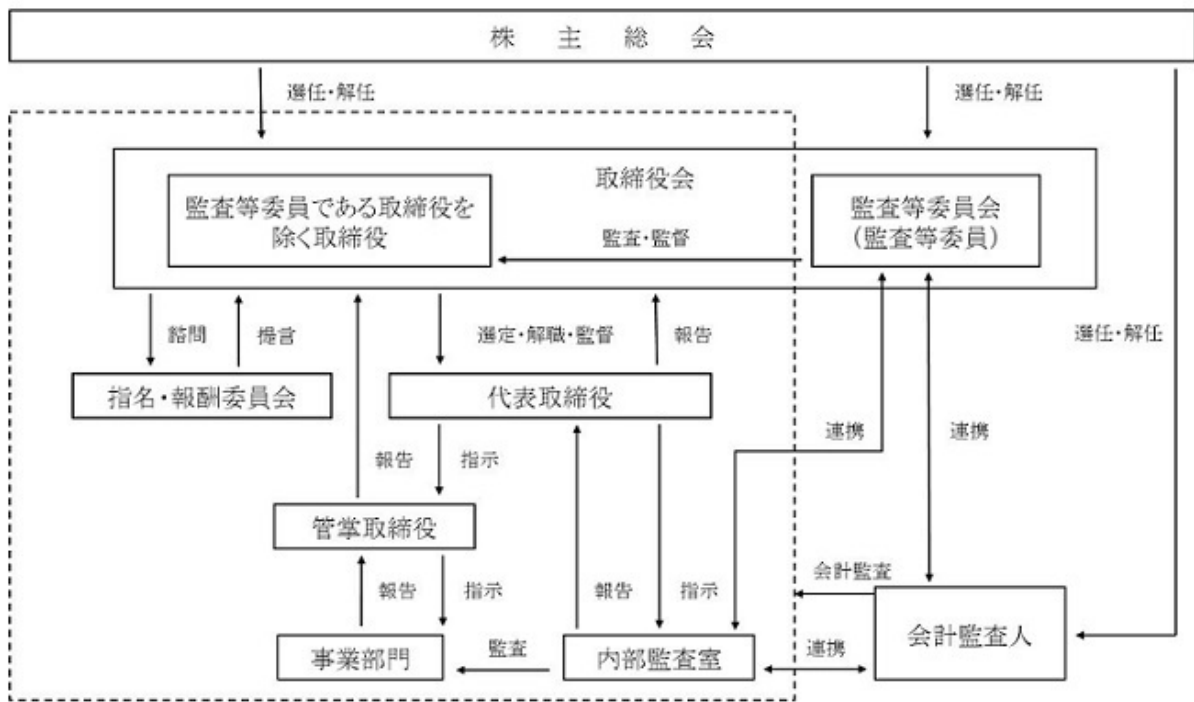 株主総会
選任・解任
選任・解任
取締役会
監査等委員である取締役を
除く取締役
監査等委員会
(監査等委員)
監査・監督
諮問
提言
選定・解職・監督
報告
選任・解任
指名・報酬委員会
代表取締役
報告
指示
連携
連携
管掌取締役
報告
指示
報告
指示
会計監査
事業部門
監査
内部監査室
連携
会計監査人